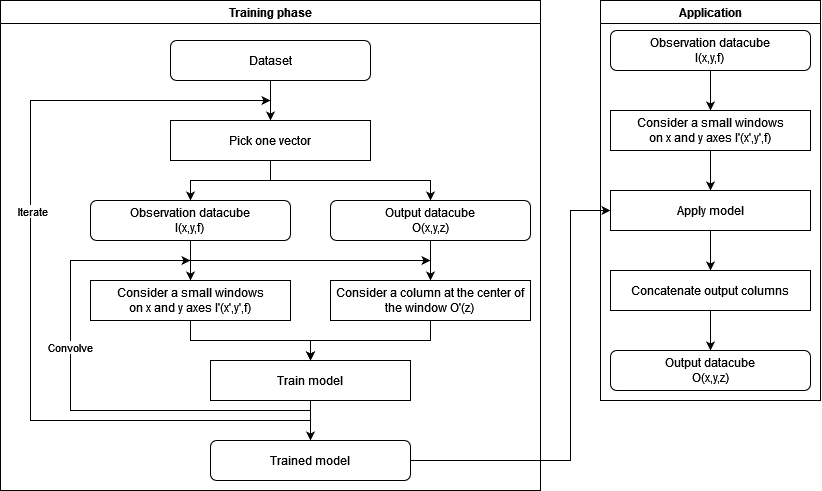 Training phase
Dataset
Pick one vector
Iterate
Observation datacube
I(x,y,f)
Output datacube
O(x,y,z)
Consider a small windows
on x and y axes I'(x',y',f)
Consider a column at the center of
the window O'(z)
Convolve
Train model
Trained model
Application
Observation datacube
I(x,y,f)
Consider a small windows
on x and y axes I'(x',y',f)
Apply model
Concatenate output columns
Output datacube
O(x,y,z)